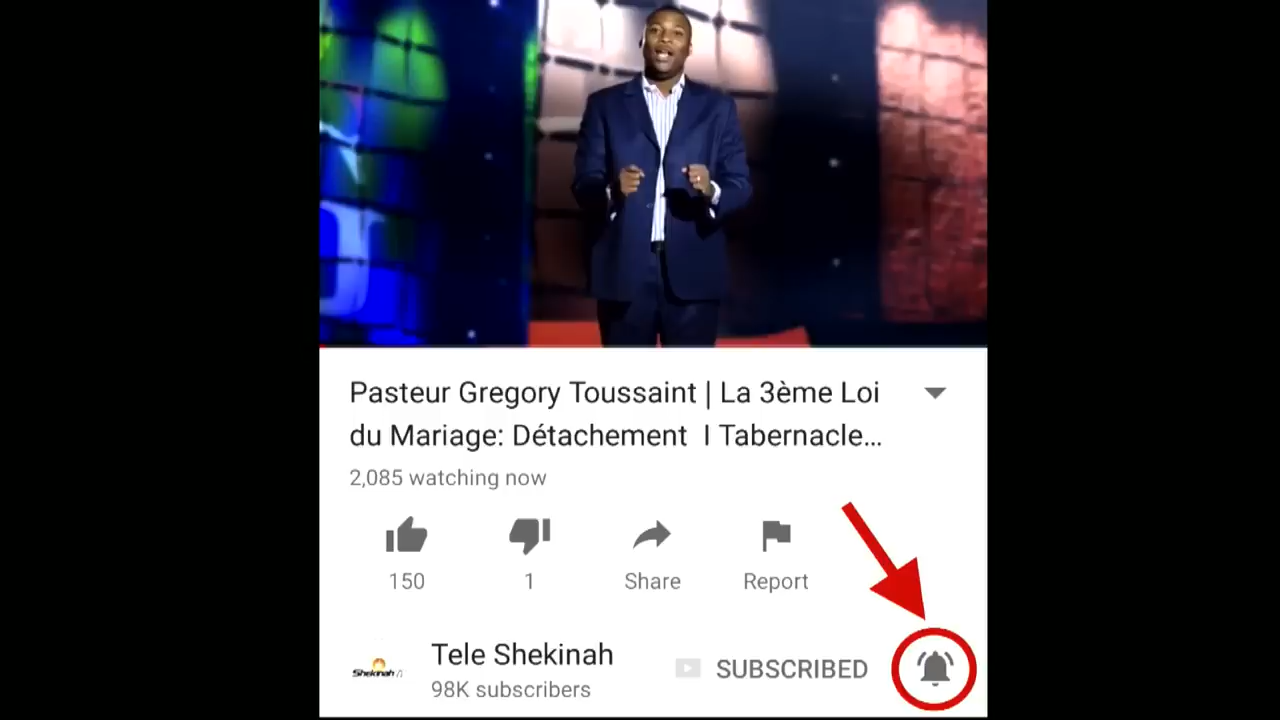 Pasteur Gregory Toussaint | La 3ème Loi
du Mariage: Détachement I Tabernacle...
2,085 watching now
150
1
Share
Report
Tele Shekinah
98K subscribers
Shekinah
SUBSCRIBED